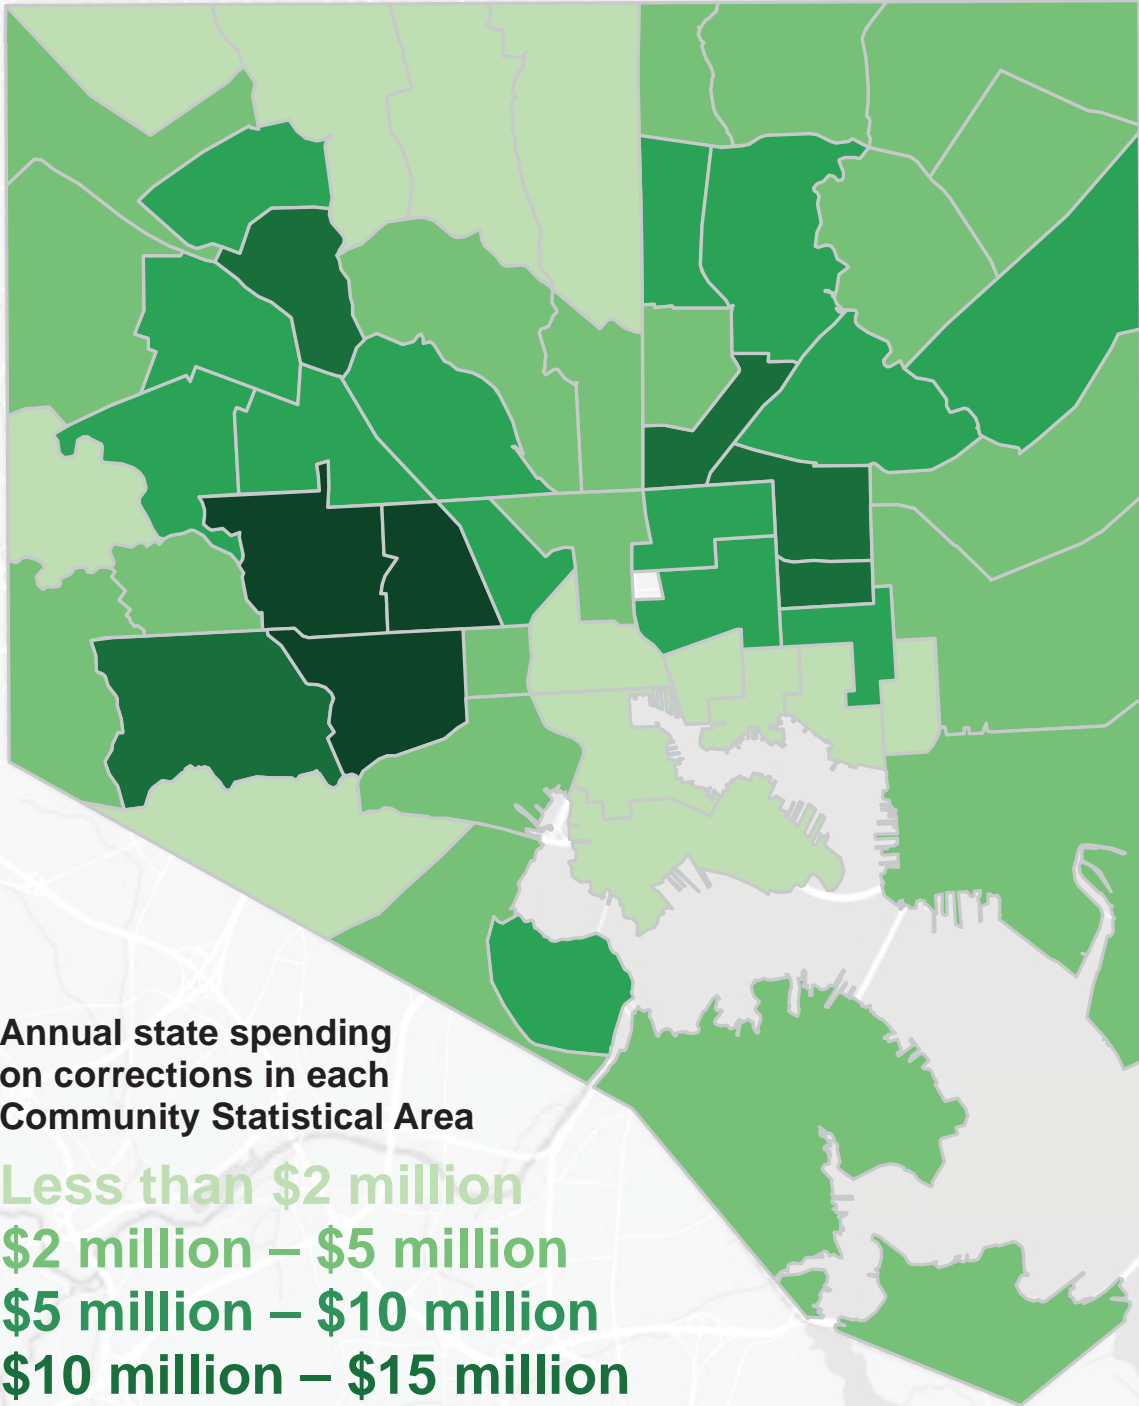 Annual state spending
on corrections in each
Community Statistical Area
Less than $2 million
$2 million – $5 million
$5 million – $10 million
$10 million – $15 million